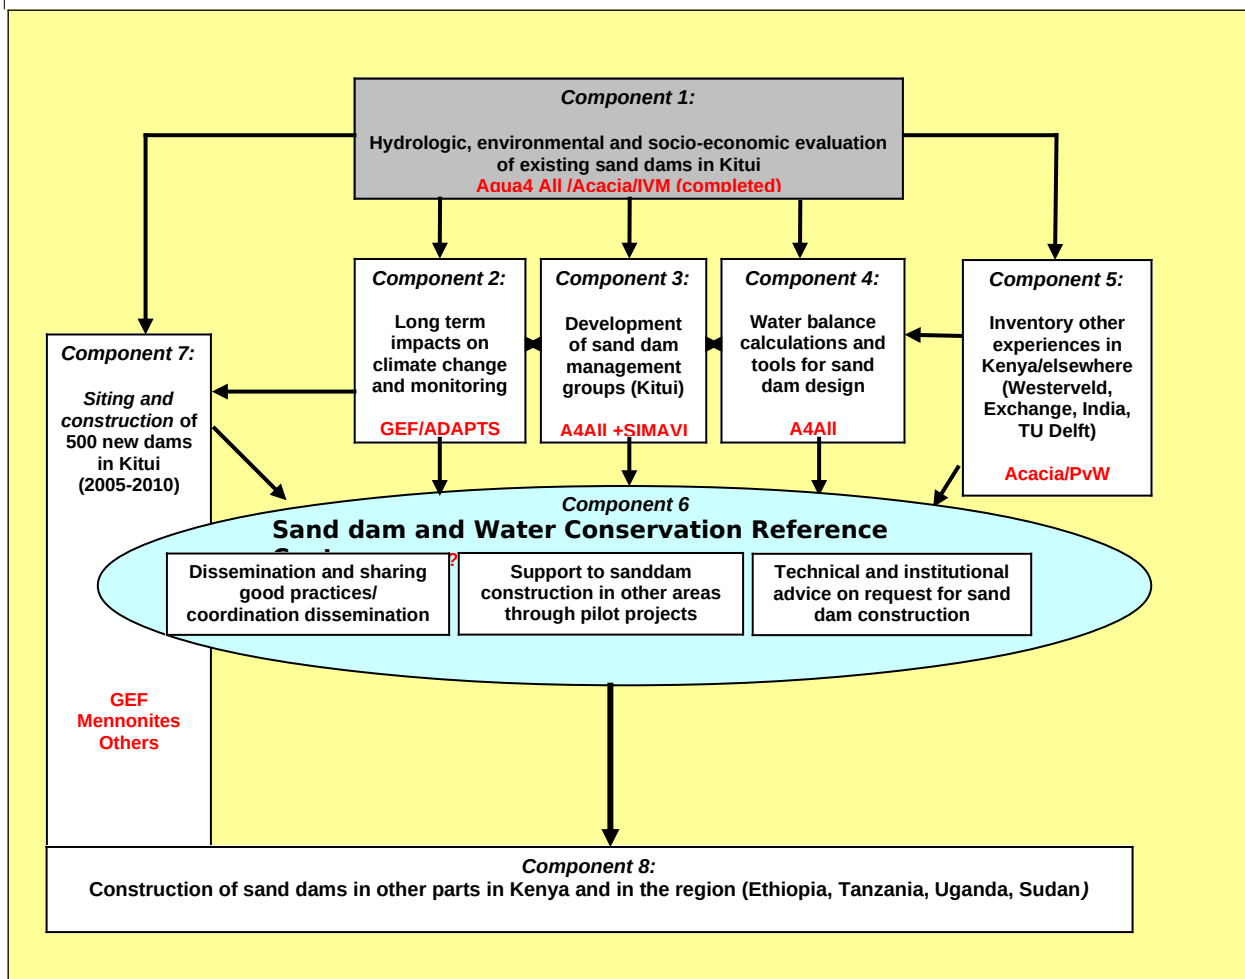 Component 1:
Hydrologic, environmental and socio-economic evaluation
of existing sand dams in Kitui
Aqua4 All /Acacia/IVM (completed)
Component 2:
Long term
impacts on
climate change
and monitoring
GEF/ADAPTS
Component 3:
Development
of sand dam
management
groups (Kitui)
A4All +SIMAVI
Component 4:
Water balance
calculations and
tools for sand
dam design
A4All
Component 5:
Inventory other
experiences in
Kenya/elsewhere
(Westerveld,
Exchange, India,
TU Delft)
Acacia/PvW
Component 7:
Siting and
construction of
500 new dams
in Kitui
(2005-2010)
GEF
Mennonites
Others
Component 6
Sand dam and Water Conservation Reference
?
Dissemination and sharing
good practices/
coordination dissemination
Support to sanddam
construction in other areas
through pilot projects
Technical and institutional
advice on request for sand
dam construction
Component 8:
Construction of sand dams in other parts in Kenya and in the region (Ethiopia, Tanzania, Uganda, Sudan)